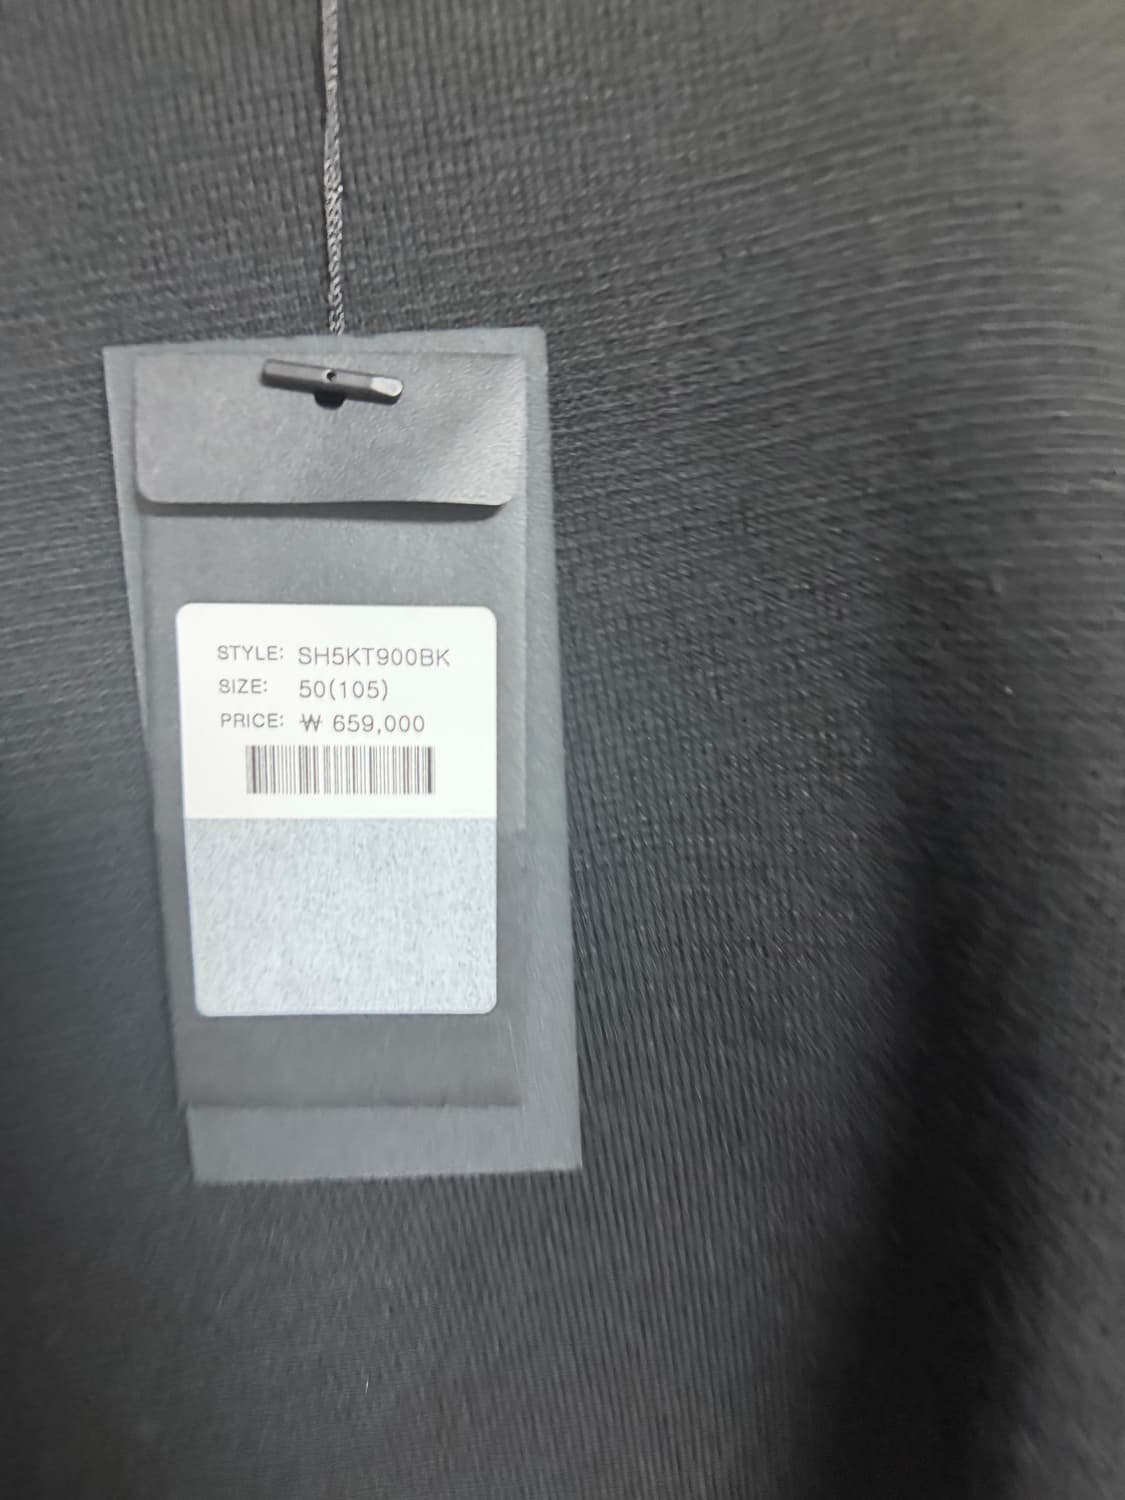 STYLE: SH5KT900BK
SIZE: 50(105)
PRICE: ₩ 659,000